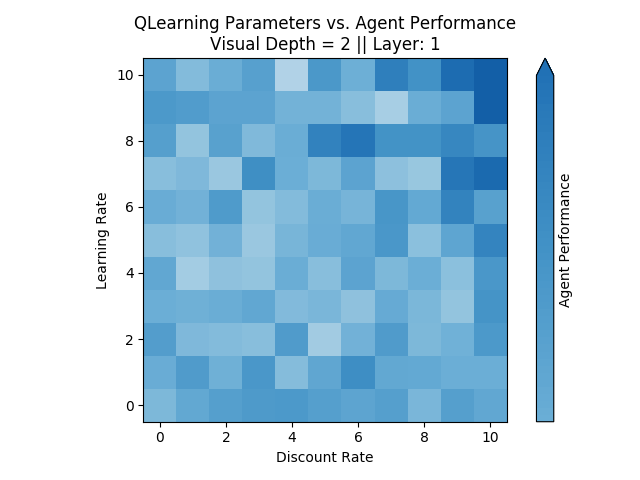 QLearning Parameters vs. Agent Performance
Visual Depth = 2 || Layer: 1
10
8
6
4
2
0
Learning Rate
0 2 4 6 8 10
Discount Rate
Agent Performance